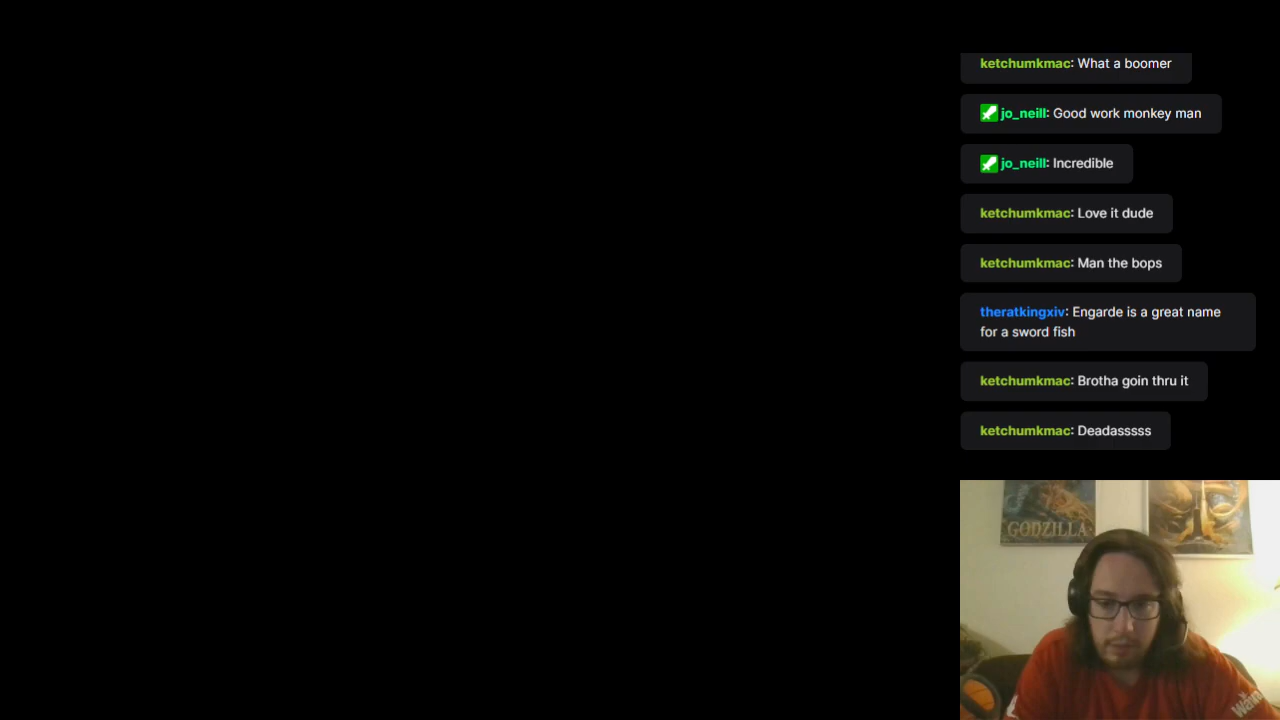 ketchumkmac: What a boomer
jo_neill: Good work monkey man
jo_neill: Incredible
ketchumkmac: Love it dude
ketchumkmac: Man the bops
theratkingxiv: Engarde is a great name
for a sword fish
ketchumkmac: Brotha goin thru it
ketchumkmac: Deadasssss
GODZILLA